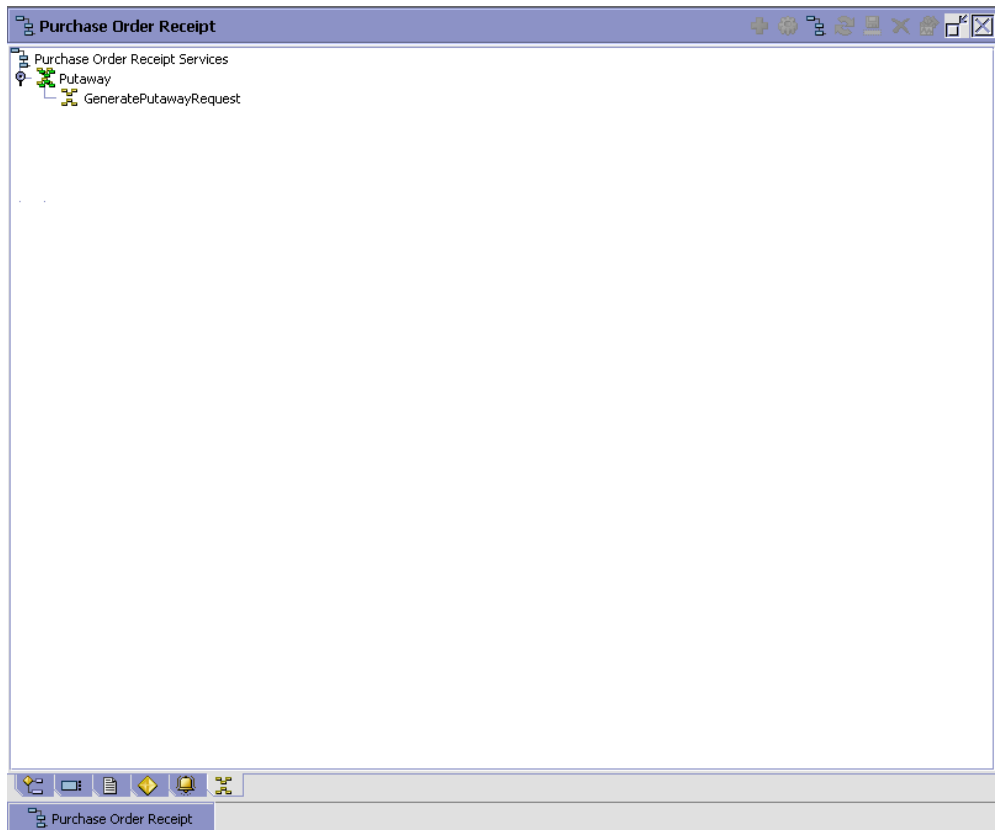 Purchase Order Receipt
Purchase Order Receipt Services
Putaway
GeneratePutawayRequest
Purchase Order Receipt